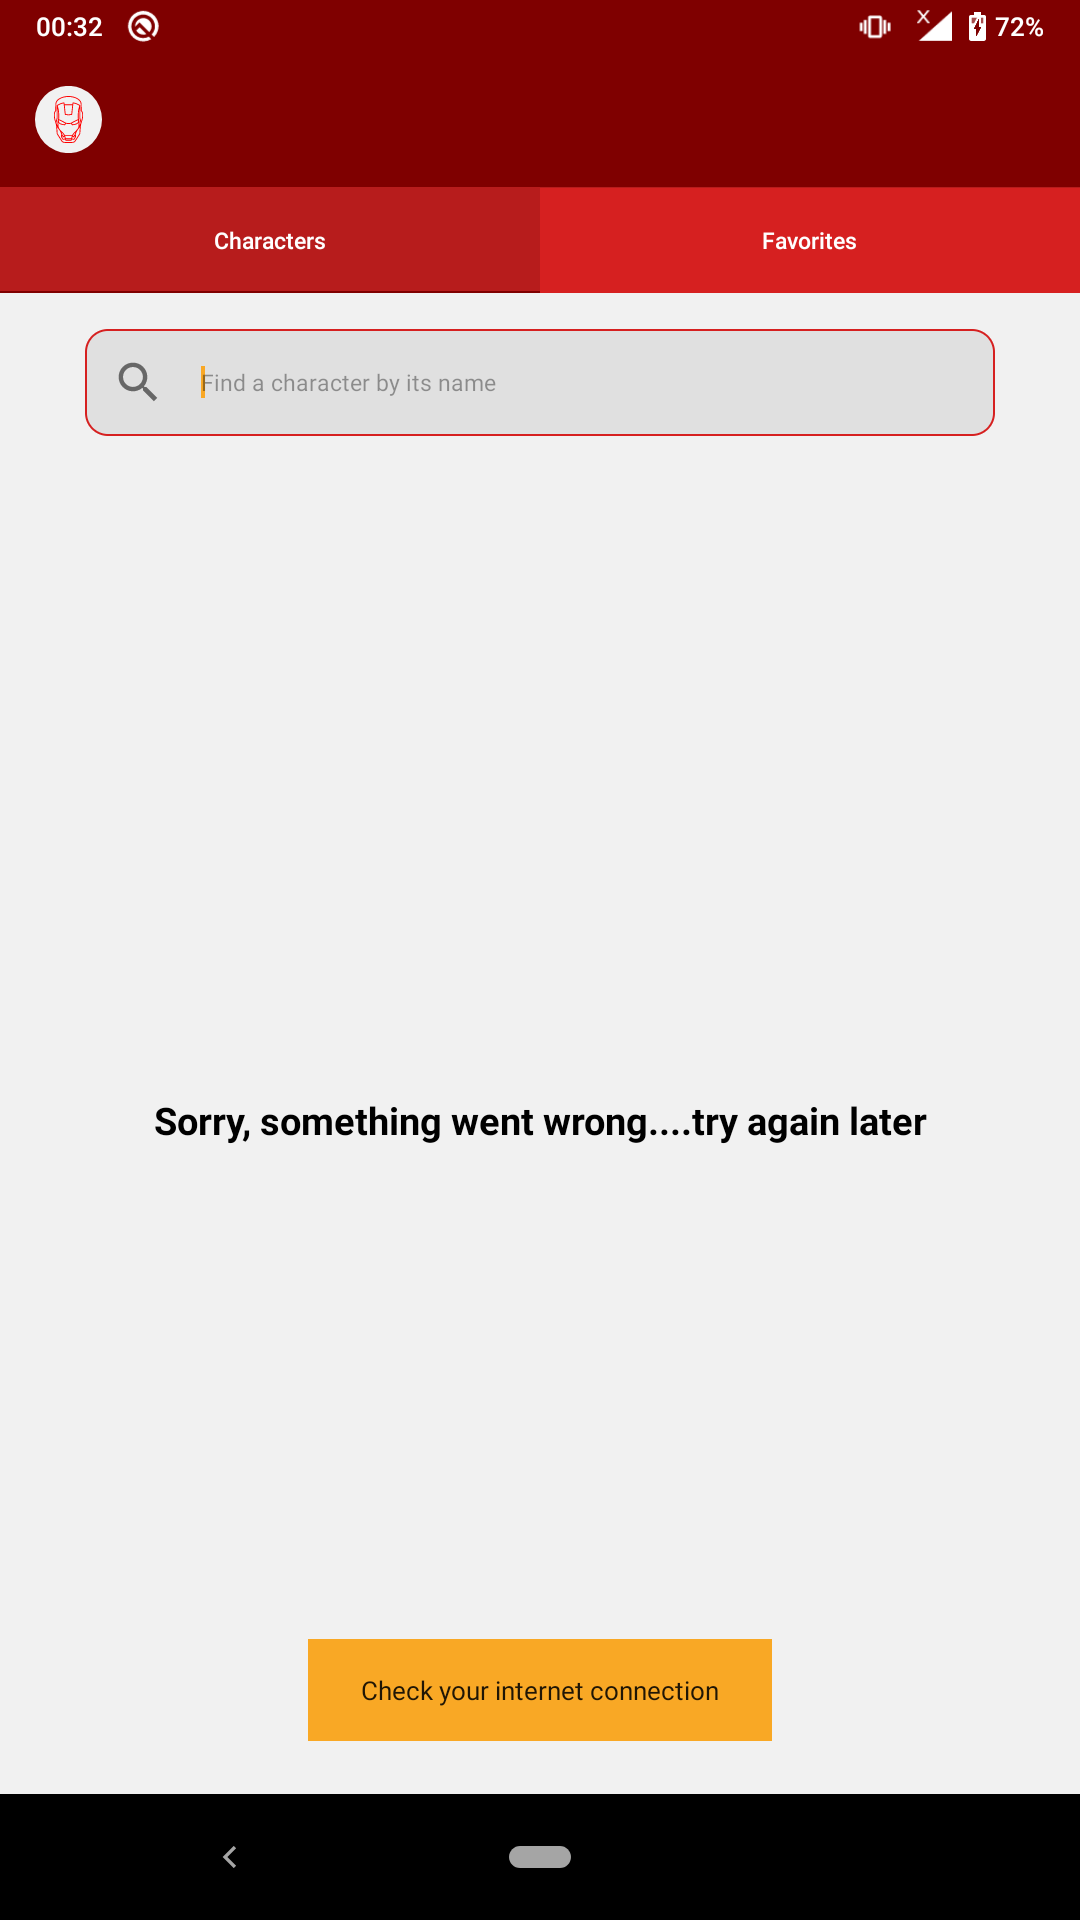 00:32
72%
Characters
Favorites
Find a character by its name
Sorry, something went wrong....try again later
Check your internet connection